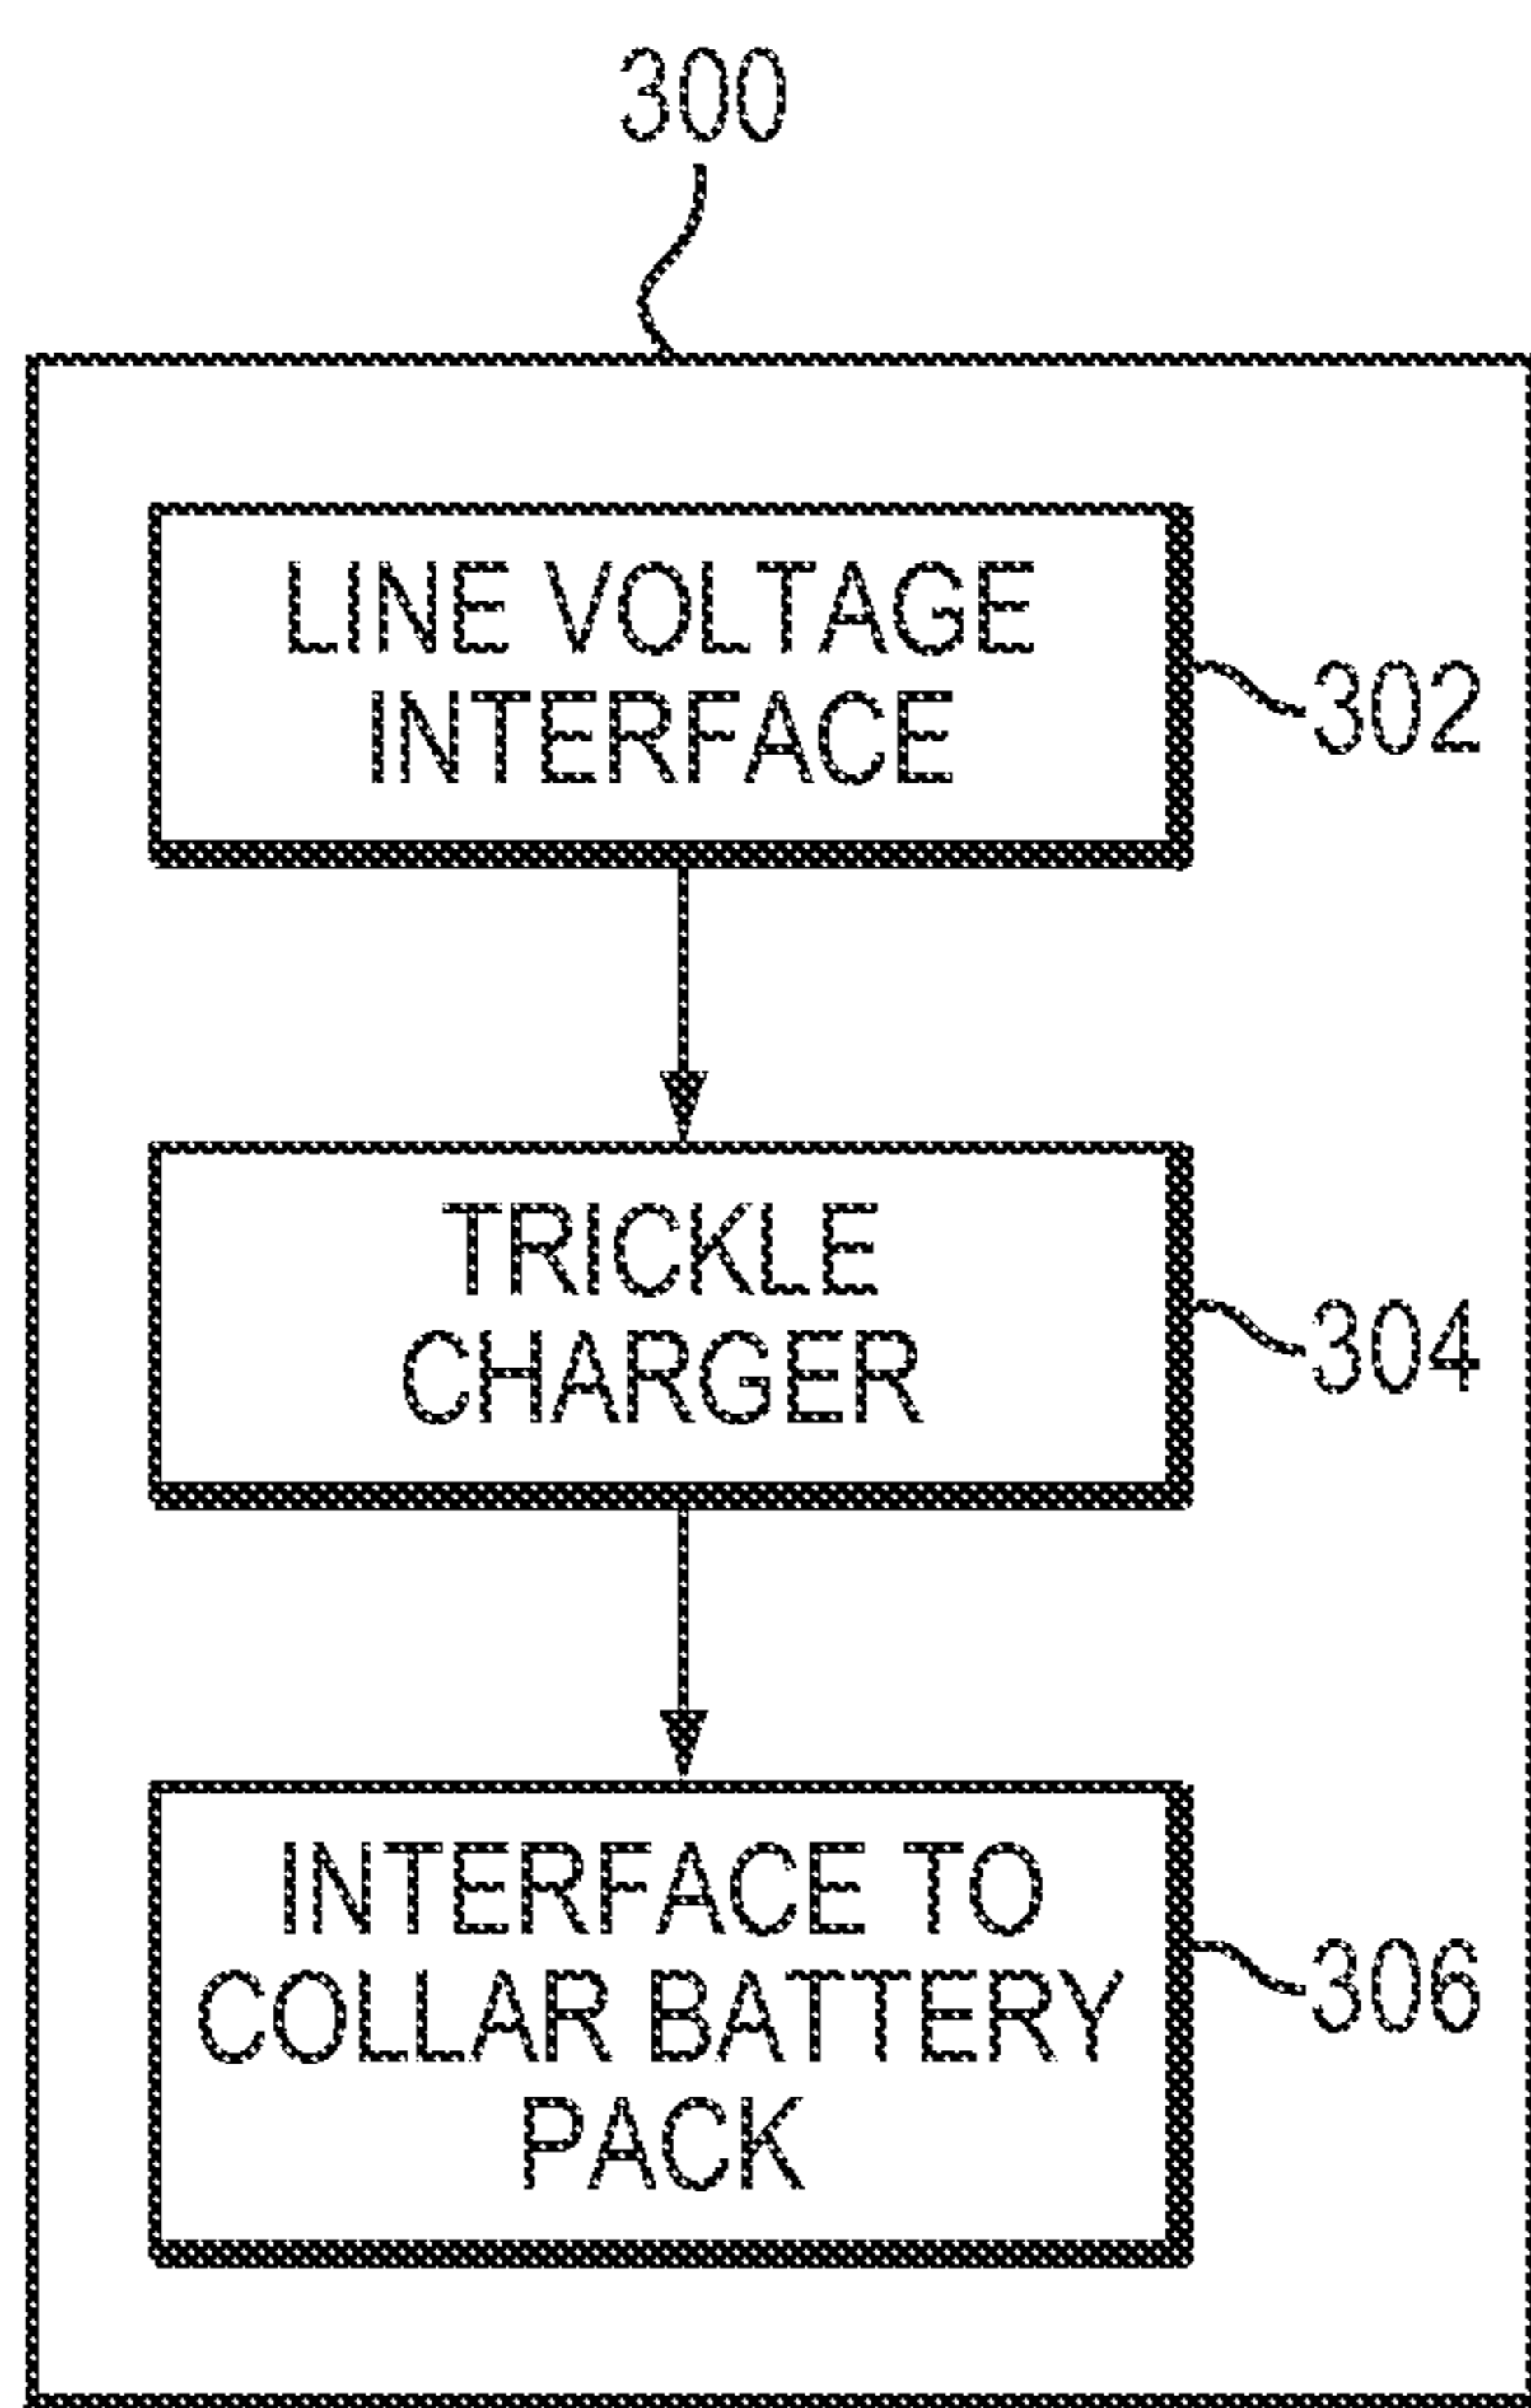 300
LINE VOLTAGE
INTERFACE
302
TRICKLE
CHARGER
304
INTERFACE TO
COLLAR BATTERY
PACK
306